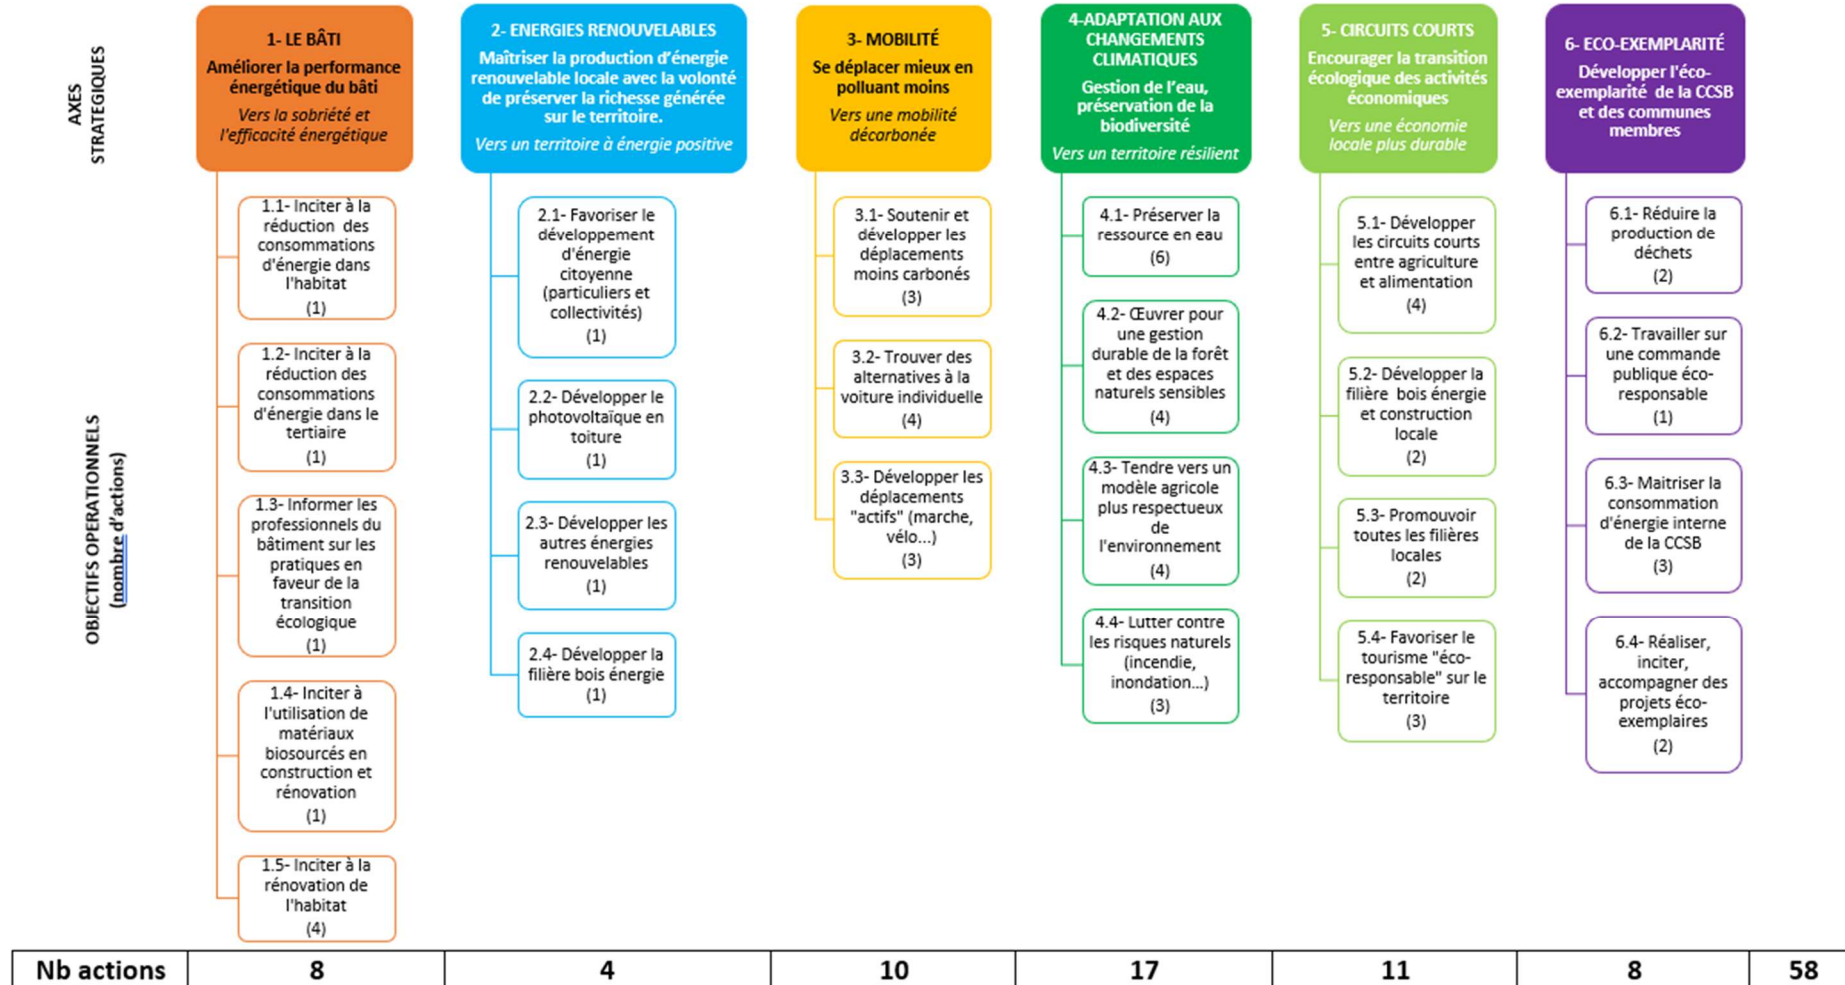 AXES
STRATEGIQUES
1- LE BÂTI
Améliorer la performance
énergétique du bâti
Vers la sobriété et
l'efficacité énergétique
2- ENERGIES RENOUVELABLES
Maîtriser la production d'énergie
renouvelable locale avec la volonté
de préserver la richesse générée
sur le territoire.
Vers un territoire à énergie positive
3- MOBILITÉ
Se déplacer mieux en
polluant moins
Vers une mobilité
décarbonée
4-ADAPTATION AUX
CHANGEMENTS
CLIMATIQUES
Gestion de l'eau,
préservation de la
biodiversité
Vers un territoire résilient
5- CIRCUITS COURTS
Encourager la transition
écologique des activités
économiques
Vers une économie
locale plus durable
6- ECO-EXEMPLARITÉ
Développer l'éco-
exemplarité de la CCSB
et des communes
membres
OBJECTIFS OPERATIONNELS
(nombre d'actions)
1.1- Inciter à la
réduction des
consommations
d'énergie dans
l'habitat
(1)
1.2- Inciter à la
réduction des
consommations
d'énergie dans le
tertiaire
(1)
1.3- Informer les
professionnels du
bâtiment sur les
pratiques en
faveur de la
transition
écologique
(1)
1.4- Inciter à
l'utilisation de
matériaux
biosourcés en
construction et
rénovation
(1)
1.5- Inciter à la
rénovation de
l'habitat
(4)
2.1- Favoriser le
développement
d'énergie
citoyenne
(particuliers et
collectivités)
(1)
2.2- Développer le
photovoltaïque en
toiture
(1)
2.3- Développer les
autres énergies
renouvelables
(1)
2.4- Développer la
filière bois énergie
(1)
3.1- Soutenir et
développer les
déplacements
moins carbonés
(3)
3.2- Trouver des
alternatives à la
voiture individuelle
(4)
3.3- Développer les
déplacements
"actifs" (marche,
vélo...)
(3)
4.1- Préserver la
ressource en eau
(6)
4.2- Œuvrer pour
une gestion
durable de la forêt
et des espaces
naturels sensibles
(4)
4.3- Tendre vers un
modèle agricole
plus respectueux
de
l'environnement
(4)
4.4- Lutter contre
les risques naturels
(incendie,
inondation...)
(3)
5.1- Développer
les circuits courts
entre agriculture
et alimentation
(4)
5.2- Développer la
filière bois énergie
et construction
locale
(2)
5.3- Promouvoir
toutes les filières
locales
(2)
5.4- Favoriser le
tourisme "éco-
responsable" sur le
territoire
(3)
6.1- Réduire la
production de
déchets
(2)
6.2- Travailler sur
une commande
publique éco-
responsable
(1)
6.3- Maitriser la
consommation
d'énergie interne
de la CCSB
(3)
6.4- Réaliser,
inciter,
accompagner des
projets éco-
exemplaires
(2)
Nb actions 8 4 10 17 11 8 58